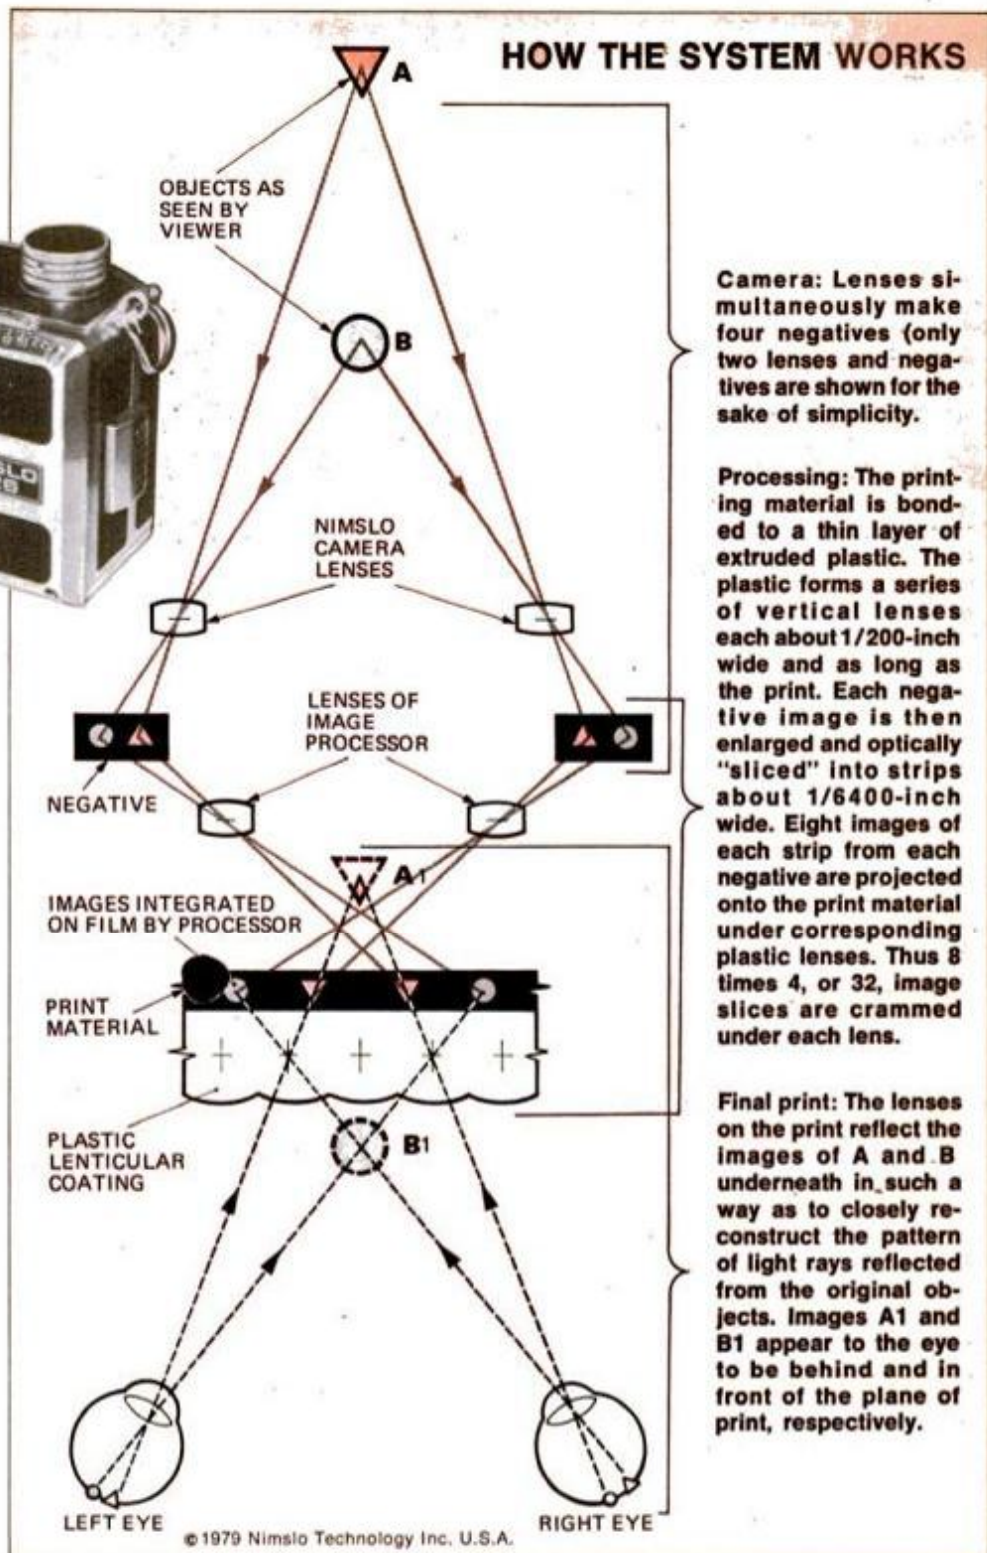 HOW THE SYSTEM WORKS
A
OBJECTS AS
SEEN BY
VIEWER
B
Camera: Lenses si-
multaneously make
four negatives (only
two lenses and nega-
tives are shown for the
sake of simplicity.
Processing: The print-
ing material is bond-
ed to a thin layer of
extruded plastic. The
plastic forms a series
of vertical lenses
each about 1/200-inch
wide and as long as
the print. Each nega-
tive image is then
enlarged and optically
"sliced" into strips
about 1/6400-inch
wide. Eight images of
each strip from each
negative are projected
onto the print material
under corresponding
plastic lenses. Thus 8
times 4, or 32, image
slices are crammed
under each lens.
Final print: The lenses
on the print reflect the
images of A and B
underneath in such a
way as to closely re-
construct the pattern
of light rays reflected
from the original ob-
jects. Images A1 and
B1 appear to the eye
to be behind and in
front of the plane of
print, respectively.
NIMSLO
CAMERA
LENSES
LENSES OF
IMAGE
PROCESSOR
NEGATIVE
A1
IMAGES INTEGRATED
ON FILM BY PROCESSOR
PRINT
MATERIAL
PLASTIC
LENTICULAR
COATING
B1
LEFT EYE
RIGHT EYE
© 1979 Nimslo Technology Inc. U.S.A.